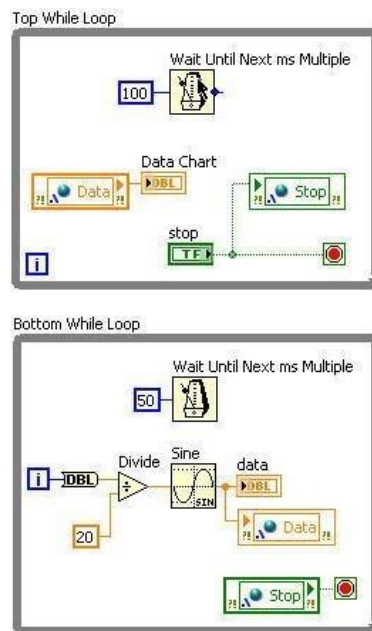 Top While Loop
Wait Until Next ms Multiple
100
Data Chart
?! Data ?! DBL
?! Stop ?!
stop
TF
i
Bottom While Loop
Wait Until Next ms Multiple
50
Divide Sine data
i DBL SIN DBL
20
?! Data ?!
?! Stop ?!